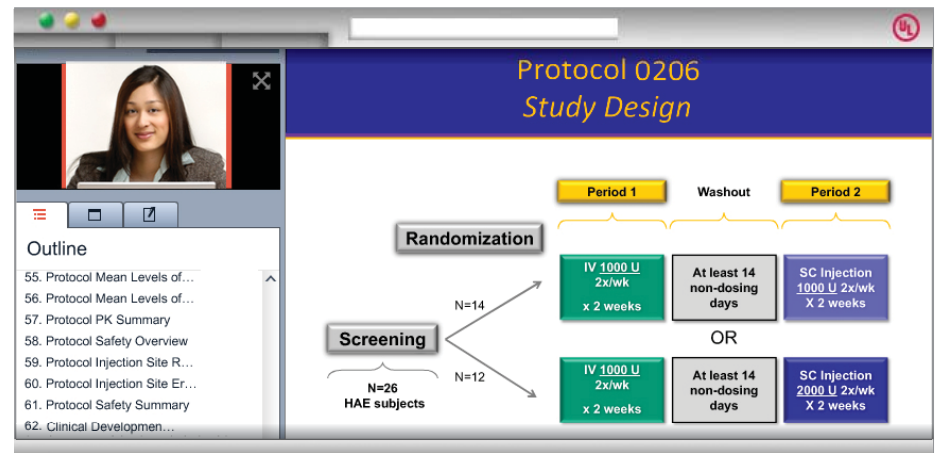 UL
Protocol 0206
Study Design
Outline
55. Protocol Mean Levels of…
56. Protocol Mean Levels of…
57. Protocol PK Summary
58. Protocol Safety Overview
59. Protocol Injection Site R…
60. Protocol Injection Site Er…
61. Protocol Safety Summary
62. Clinical Developmen…
Period 1
Washout
Period 2
Randomization
Screening
N=26
HAE subjects
N=14
IV 1000 U
2x/wk
x 2 weeks
At least 14
non-dosing
days
SC Injection
1000 U 2x/wk
X 2 weeks
OR
N=12
IV 1000 U
2x/wk
x 2 weeks
At least 14
non-dosing
days
SC Injection
2000 U 2x/wk
X 2 weeks